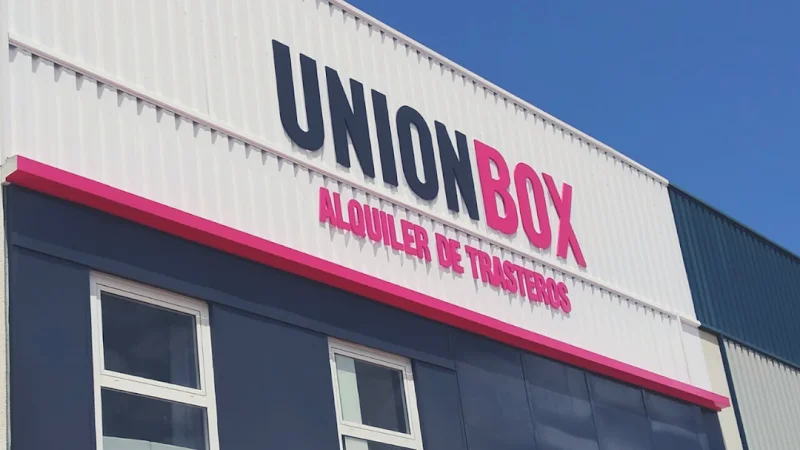 UNIONBOX
ALQUILER DE TRASTEROS